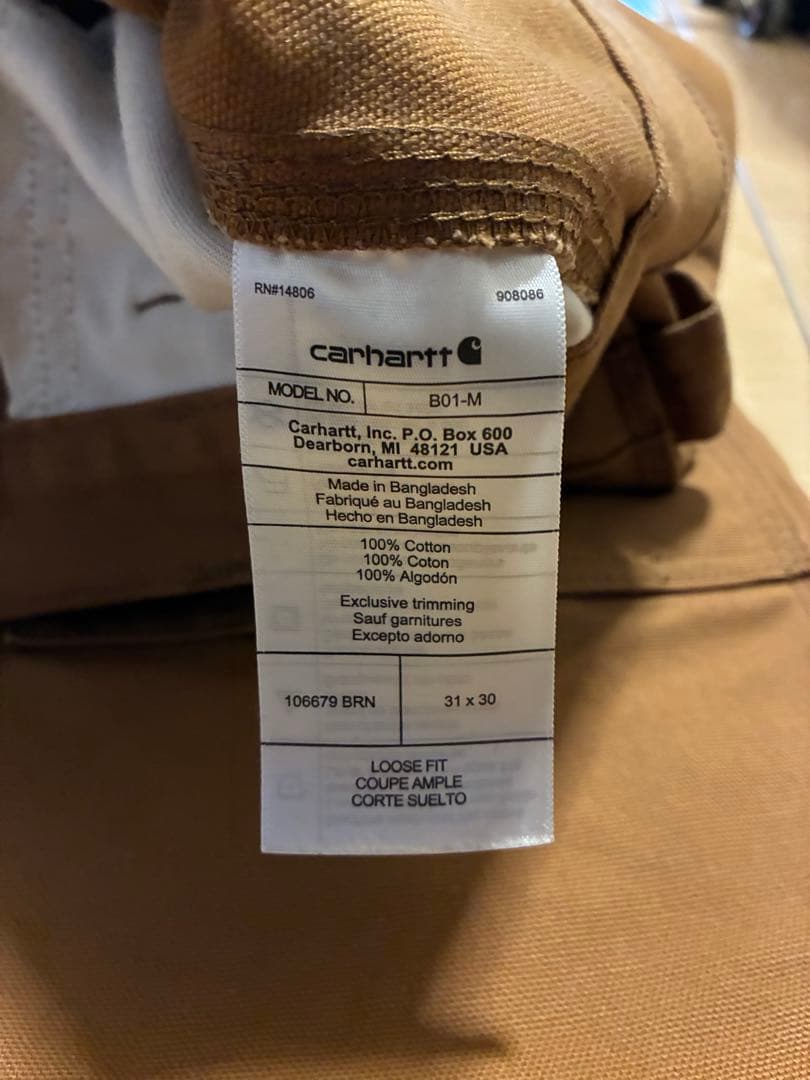 RN#14806 908086
carhartt
MODEL NO. B01-M
Carhartt, Inc. P.O. Box 600
Dearborn, MI 48121 USA
carhartt.com
Made in Bangladesh
Fabriqué au Bangladesh
Hecho en Bangladesh
100% Cotton
100% Coton
100% Algodón
Exclusive trimming
Sauf garnitures
Excepto adorno
106679 BRN 31 x 30
LOOSE FIT
COUPE AMPLE
CORTE SUELTO